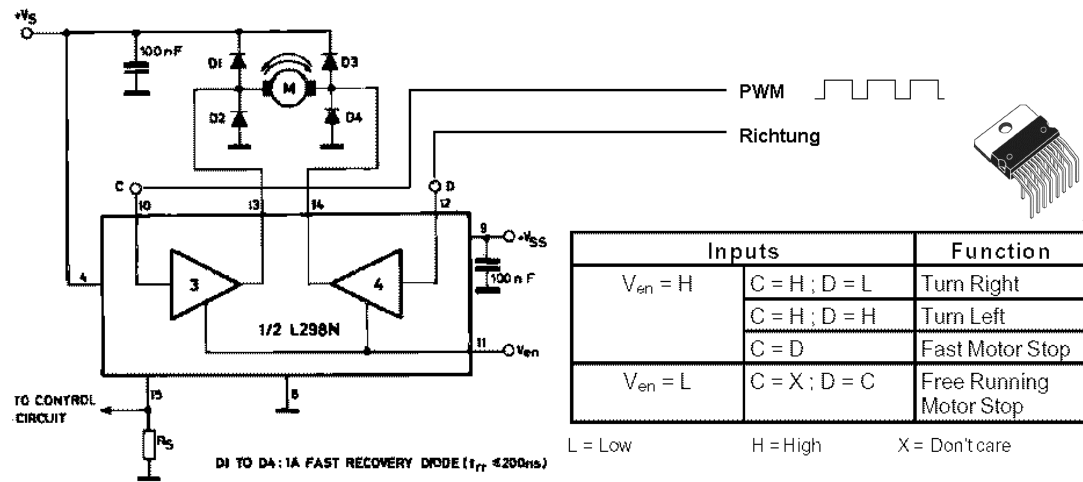 +Vs
100nF
D1
D3
M
D2
D4
PWM
Richtung
C
D
10
13
14
12
9
+VSS
100nF
4
3
4
1/2 L298N
11
Ven
15
8
TO CONTROL
CIRCUIT
RS
D1 TO D4 : 1A FAST RECOVERY DIODE (trr ≤200ns)
Inputs Function
Ven = H C = H ; D = L Turn Right
C = H ; D = H Turn Left
C = D Fast Motor Stop
Ven = L C = X ; D = C Free Running
Motor Stop
L = Low H = High X = Don't care